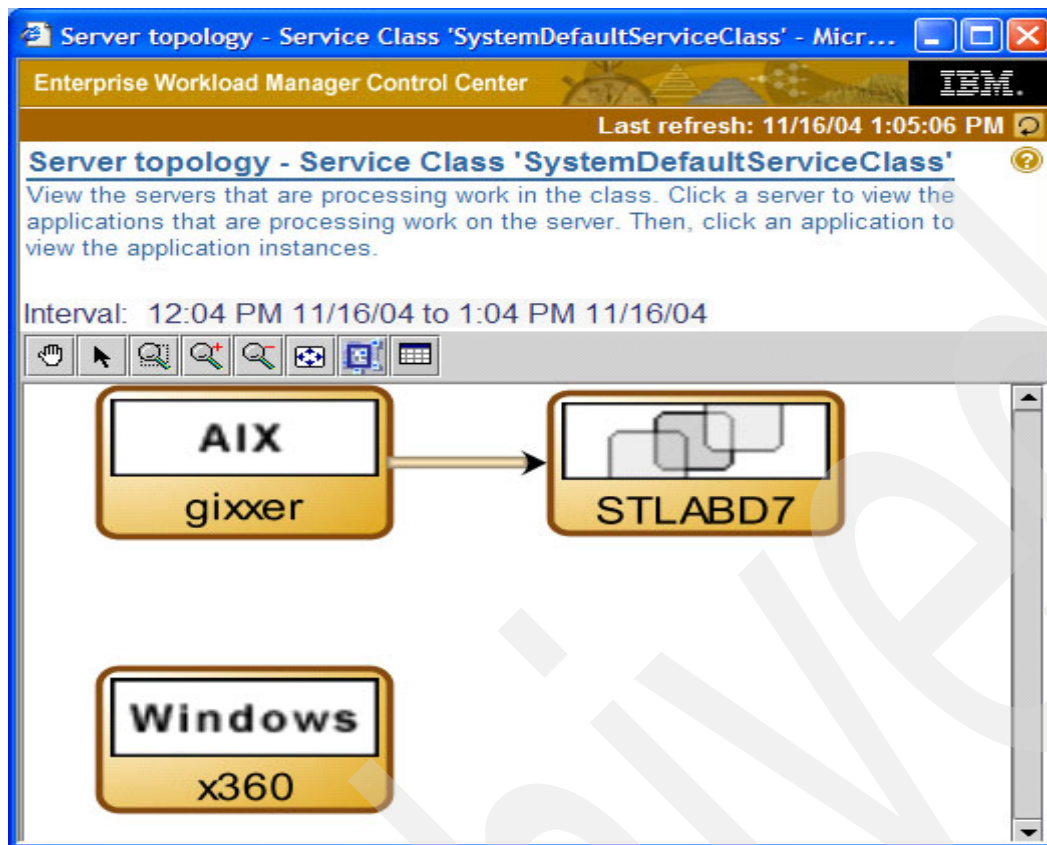 Server topology - Service Class 'SystemDefaultServiceClass' - Micr...
Enterprise Workload Manager Control Center
IBM.
Last refresh: 11/16/04 1:05:06 PM
Server topology - Service Class 'SystemDefaultServiceClass'
View the servers that are processing work in the class. Click a server to view the
applications that are processing work on the server. Then, click an application to
view the application instances.
Interval: 12:04 PM 11/16/04 to 1:04 PM 11/16/04
AIX
gixxer
STLABD7
Windows
x360